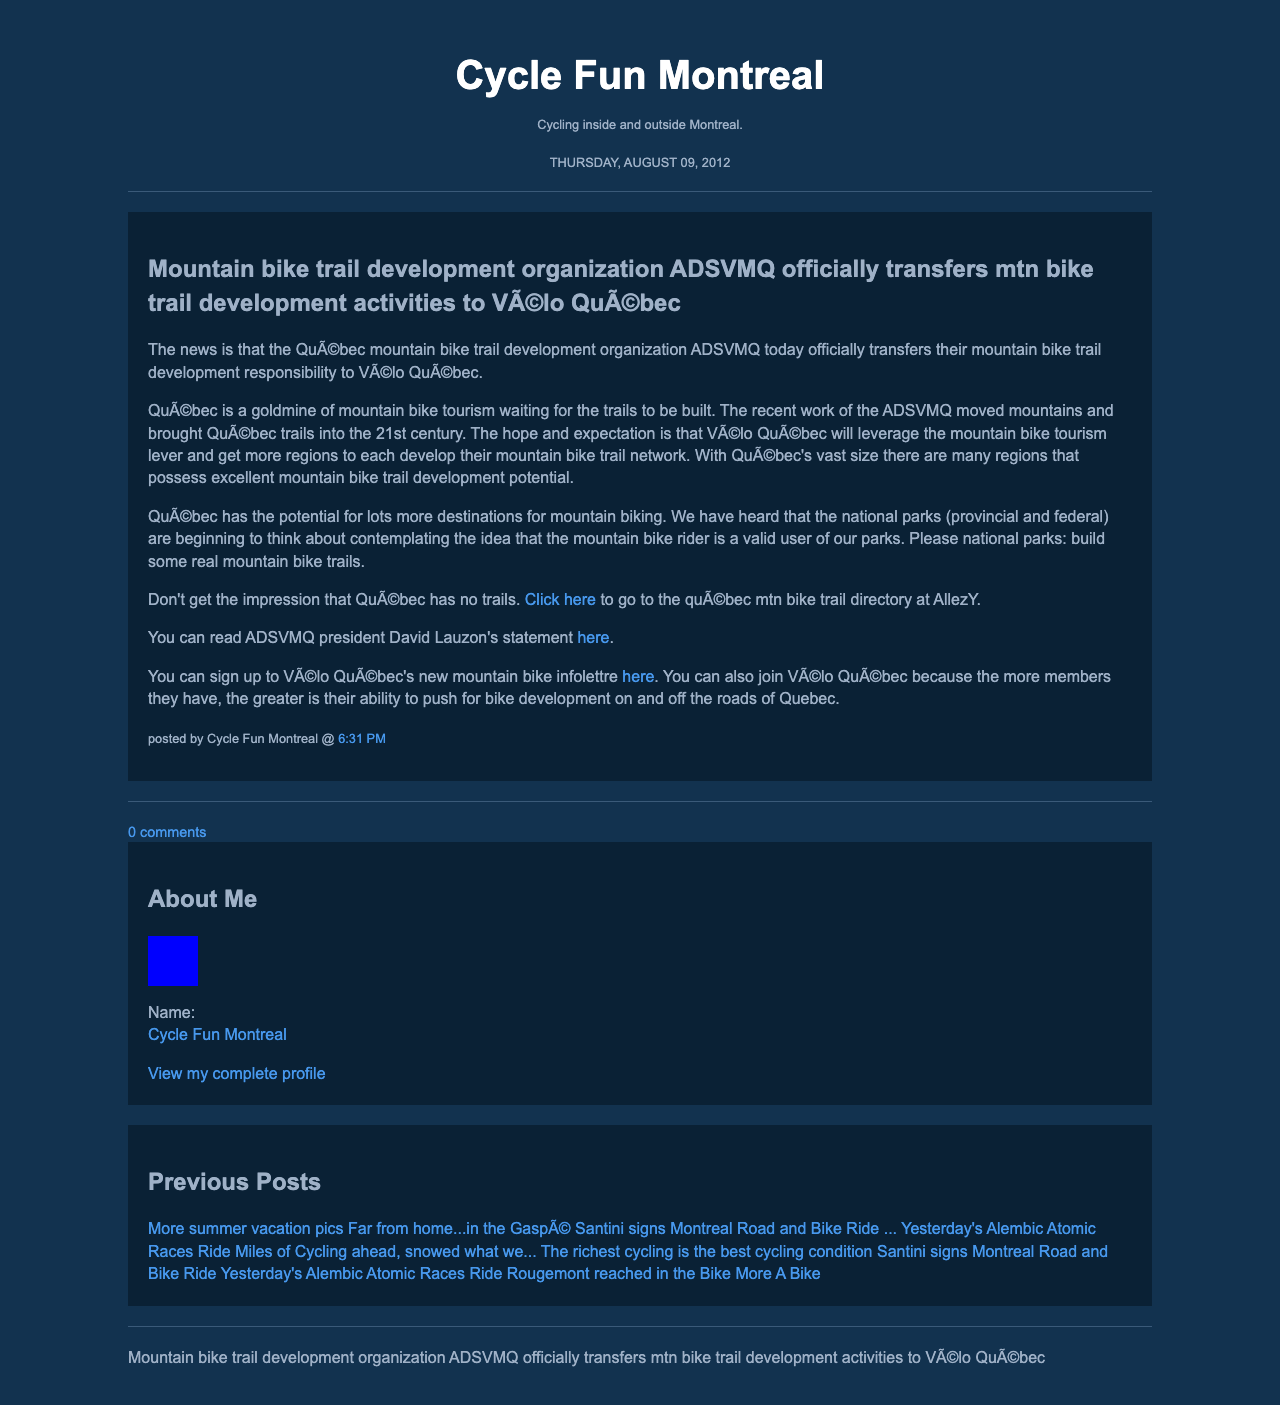 Cycle Fun Montreal
Cycling inside and outside Montreal.
THURSDAY, AUGUST 09, 2012
Mountain bike trail development organization ADSVMQ officially transfers mtn bike
trail development activities to VÃ©lo QuÃ©bec
The news is that the QuÃ©bec mountain bike trail development organization ADSVMQ today officially transfers their mountain bike trail
development responsibility to VÃ©lo QuÃ©bec.
QuÃ©bec is a goldmine of mountain bike tourism waiting for the trails to be built. The recent work of the ADSVMQ moved mountains and
brought QuÃ©bec trails into the 21st century. The hope and expectation is that VÃ©lo QuÃ©bec will leverage the mountain bike tourism
lever and get more regions to each develop their mountain bike trail network. With QuÃ©bec's vast size there are many regions that
possess excellent mountain bike trail development potential.
QuÃ©bec has the potential for lots more destinations for mountain biking. We have heard that the national parks (provincial and federal)
are beginning to think about contemplating the idea that the mountain bike rider is a valid user of our parks. Please national parks: build
some real mountain bike trails.
Don't get the impression that QuÃ©bec has no trails. Click here to go to the quÃ©bec mtn bike trail directory at AllezY.
You can read ADSVMQ president David Lauzon's statement here.
You can sign up to VÃ©lo QuÃ©bec's new mountain bike infolettre here. You can also join VÃ©lo QuÃ©bec because the more members
they have, the greater is their ability to push for bike development on and off the roads of Quebec.
posted by Cycle Fun Montreal @ 6:31 PM
0 comments
About Me
Name:
Cycle Fun Montreal
View my complete profile
Previous Posts
More summer vacation pics Far from home...in the GaspÃ© Santini signs Montreal Road and Bike Ride ... Yesterday's Alembic Atomic
Races Ride Miles of Cycling ahead, snowed what we... The richest cycling is the best cycling condition Santini signs Montreal Road and
Bike Ride Yesterday's Alembic Atomic Races Ride Rougemont reached in the Bike More A Bike
Mountain bike trail development organization ADSVMQ officially transfers mtn bike trail development activities to VÃ©lo QuÃ©bec